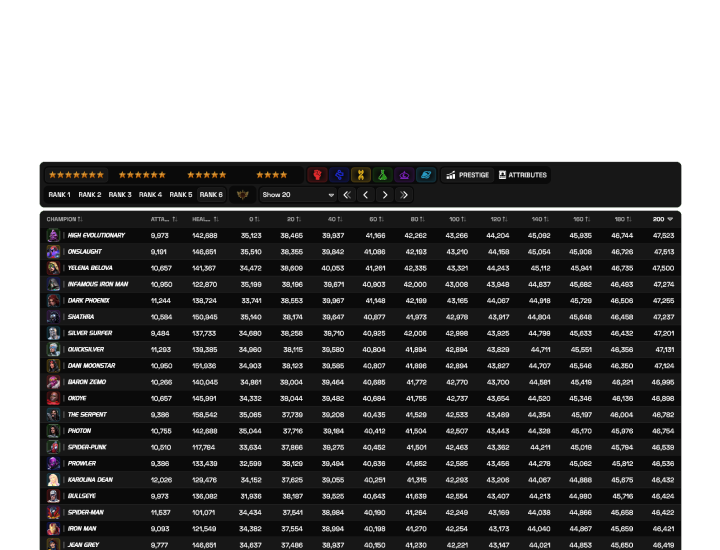 PRESTIGE ATTRIBUTES
RANK 1 RANK 2 RANK 3 RANK 4 RANK 5 RANK 6 Show 20
CHAMPION ATTA... HEAL... 0 20 40 60 80 100 120 140 160 180 200
HIGH EVOLUTIONARY 9,973 142,688 35,123 38,465 39,937 41,166 42,262 43,266 44,204 45,092 45,935 46,744 47,523
ONSLAUGHT 9,191 146,651 35,510 38,355 39,842 41,086 42,193 43,210 44,158 45,054 45,908 46,726 47,513
YELENA BELOVA 10,657 141,367 34,472 38,609 40,053 41,261 42,335 43,321 44,243 45,112 45,941 46,735 47,500
INFAMOUS IRON MAN 10,950 122,870 35,199 38,196 39,671 40,903 42,000 43,008 43,948 44,837 45,682 46,493 47,274
DARK PHOENIX 11,244 138,724 33,741 38,553 39,967 41,148 42,199 43,165 44,067 44,918 45,729 46,506 47,255
SHATHRA 10,584 150,945 35,140 38,174 39,647 40,877 41,973 42,978 43,917 44,804 45,648 46,458 47,237
SILVER SURFER 9,484 137,733 34,680 38,258 39,710 40,925 42,006 42,998 43,925 44,799 45,633 46,432 47,201
QUICKSILVER 11,293 139,385 34,960 38,115 39,580 40,804 41,894 42,894 43,829 44,711 45,551 46,356 47,131
DANI MOONSTAR 10,950 151,936 34,903 38,123 39,585 40,807 41,896 42,894 43,827 44,707 45,546 46,350 47,124
BARON ZEMO 10,266 140,045 34,861 38,004 39,464 40,685 41,772 42,770 43,700 44,581 45,419 46,221 46,995
OKOYE 10,657 145,991 34,332 38,044 39,482 40,684 41,755 42,737 43,654 44,520 45,346 46,136 46,898
THE SERPENT 9,386 158,542 35,065 37,739 39,208 40,435 41,529 42,533 43,469 44,354 45,197 46,004 46,782
PHOTON 10,755 142,688 35,044 37,716 39,184 40,412 41,504 42,507 43,443 44,328 45,170 45,976 46,754
SPIDER-PUNK 10,510 117,784 33,634 37,866 39,275 40,452 41,501 42,463 43,362 44,211 45,019 45,794 46,539
PROWLER 9,386 133,439 32,599 38,129 39,494 40,636 41,652 42,585 43,456 44,278 45,062 45,812 46,536
KAROLINA DEAN 12,026 129,476 34,152 37,625 39,055 40,251 41,315 42,293 43,206 44,067 44,888 45,675 46,432
BULLSEYE 9,973 136,082 31,936 38,187 39,525 40,643 41,639 42,554 43,407 44,213 44,980 45,716 46,424
SPIDER-MAN 11,537 101,071 34,434 37,541 38,984 40,190 41,264 42,249 43,169 44,038 44,866 45,658 46,422
IRON MAN 9,093 121,549 34,382 37,554 38,994 40,198 41,270 42,254 43,173 44,040 44,867 45,659 46,421
JEAN GREY 9,777 146,651 34,637 37,486 38,937 40,150 41,230 42,221 43,147 44,021 44,853 45,650 46,419